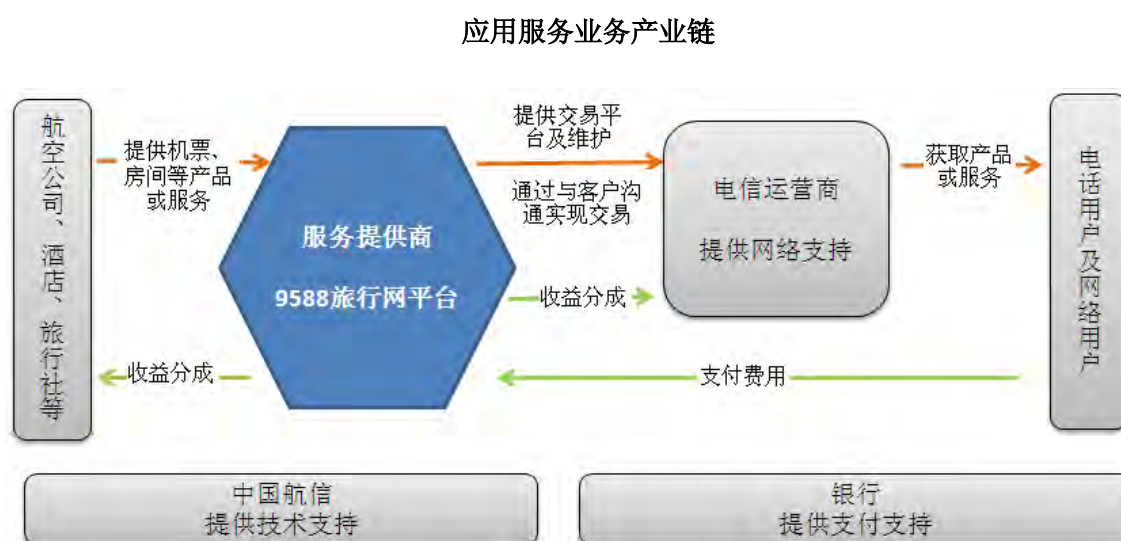 应用服务业务产业链
航空公司、酒店、旅行社等
提供机票、
房间等产品
或服务
服务提供商
9588旅行网平台
提供交易平
台及维护
通过与客户沟
通实现交易
收益分成
电信运营商
提供网络支持
获取产品
或服务
电话用户及网络用户
收益分成
支付费用
中国航信
提供技术支持
银行
提供支付支持